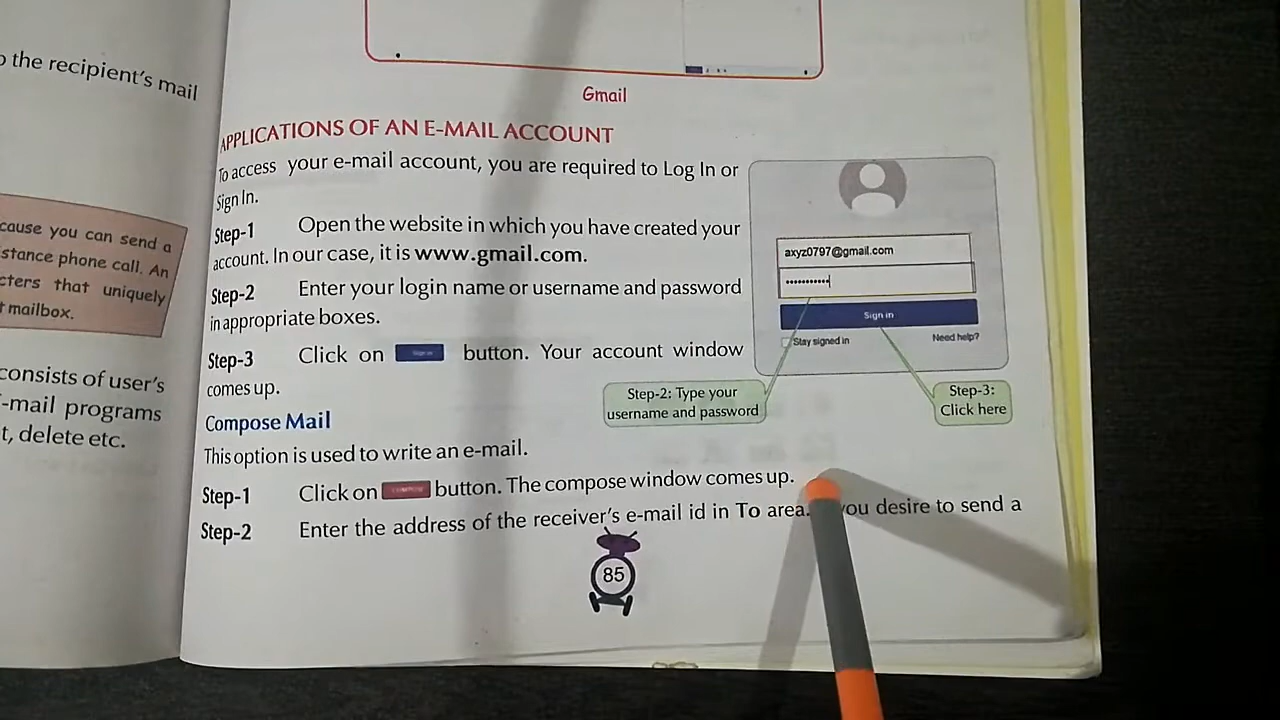 the recipient's mail
cause you can send a
stance phone call. An
cters that uniquely
mailbox.
consists of user's
-mail programs
t, delete etc.
Gmail
APPLICATIONS OF AN E-MAIL ACCOUNT
To access your e-mail account, you are required to Log In or
Sign In.
Step-1 Open the website in which you have created your
account. In our case, it is www.gmail.com.
Step-2 Enter your login name or username and password
in appropriate boxes.
Step-3 Click on Sign in button. Your account window
comes up.
axyz0797@gmail.com
Sign in
Stay signed in Need help?
Step-2: Type your
username and password
Step-3:
Click here
Compose Mail
This option is used to write an e-mail.
Step-1 Click on COMPOSE button. The compose window comes up.
Step-2 Enter the address of the receiver's e-mail id in To area. you desire to send a
85